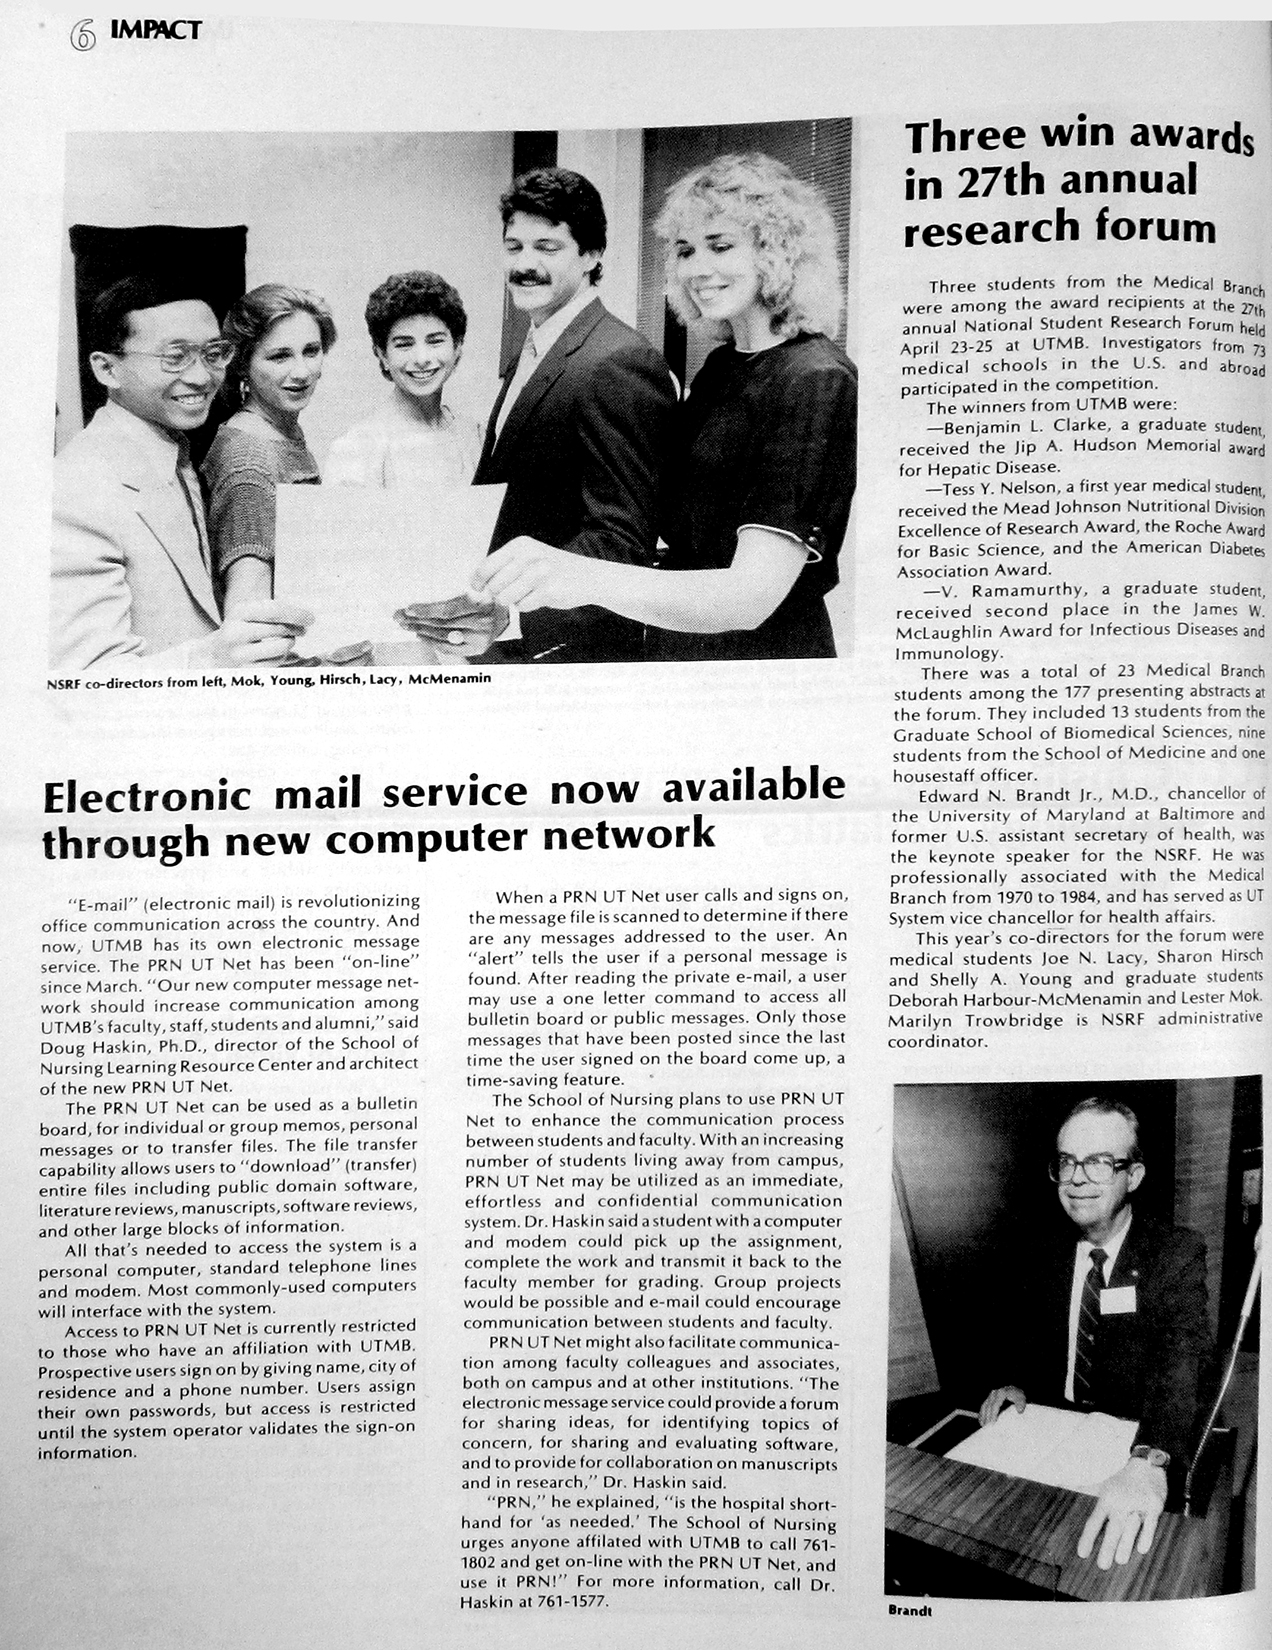 6 IMPACT
NSRF co-directors from left, Mok, Young, Hirsch, Lacy, McMenamin
Electronic mail service now available
through new computer network
"E-mail" (electronic mail) is revolutionizing
office communication across the country. And
now, UTMB has its own electronic message
service. The PRN UT Net has been "on-line"
since March. "Our new computer message net-
work should increase communication among
UTMB's faculty, staff, students and alumni," said
Doug Haskin, Ph.D., director of the School of
Nursing Learning Resource Center and architect
of the new PRN UT Net.
The PRN UT Net can be used as a bulletin
board, for individual or group memos, personal
messages or to transfer files. The file transfer
capability allows users to "download" (transfer)
entire files including public domain software,
literature reviews, manuscripts, software reviews,
and other large blocks of information.
All that's needed to access the system is a
personal computer, standard telephone lines
and modem. Most commonly-used computers
will interface with the system.
Access to PRN UT Net is currently restricted
to those who have an affiliation with UTMB.
Prospective users sign on by giving name, city of
residence and a phone number. Users assign
their own passwords, but access is restricted
until the system operator validates the sign-on
information.
When a PRN UT Net user calls and signs on,
the message file is scanned to determine if there
are any messages addressed to the user. An
"alert" tells the user if a personal message is
found. After reading the private e-mail, a user
may use a one letter command to access all
bulletin board or public messages. Only those
messages that have been posted since the last
time the user signed on the board come up, a
time-saving feature.
The School of Nursing plans to use PRN UT
Net to enhance the communication process
between students and faculty. With an increasing
number of students living away from campus,
PRN UT Net may be utilized as an immediate,
effortless and confidential communication
system. Dr. Haskin said a student with a computer
and modem could pick up the assignment,
complete the work and transmit it back to the
faculty member for grading. Group projects
would be possible and e-mail could encourage
communication between students and faculty.
PRN UT Net might also facilitate communica-
tion among faculty colleagues and associates,
both on campus and at other institutions. "The
electronic message service could provide a forum
for sharing ideas, for identifying topics of
concern, for sharing and evaluating software,
and to provide for collaboration on manuscripts
and in research," Dr. Haskin said.
"PRN," he explained, "is the hospital short-
hand for 'as needed.' The School of Nursing
urges anyone affilated with UTMB to call 761-
1802 and get on-line with the PRN UT Net, and
use it PRN!" For more information, call Dr.
Haskin at 761-1577.
Three win awards
in 27th annual
research forum
Three students from the Medical Branch
were among the award recipients at the 27th
annual National Student Research Forum held
April 23-25 at UTMB. Investigators from 73
medical schools in the U.S. and abroad
participated in the competition.
The winners from UTMB were:
—Benjamin L. Clarke, a graduate student,
received the Jip A. Hudson Memorial award
for Hepatic Disease.
—Tess Y. Nelson, a first year medical student,
received the Mead Johnson Nutritional Division
Excellence of Research Award, the Roche Award
for Basic Science, and the American Diabetes
Association Award.
—V. Ramamurthy, a graduate student,
received second place in the James W.
McLaughlin Award for Infectious Diseases and
Immunology.
There was a total of 23 Medical Branch
students among the 177 presenting abstracts at
the forum. They included 13 students from the
Graduate School of Biomedical Sciences, nine
students from the School of Medicine and one
housestaff officer.
Edward N. Brandt Jr., M.D., chancellor of
the University of Maryland at Baltimore and
former U.S. assistant secretary of health, was
the keynote speaker for the NSRF. He was
professionally associated with the Medical
Branch from 1970 to 1984, and has served as UT
System vice chancellor for health affairs.
This year's co-directors for the forum were
medical students Joe N. Lacy, Sharon Hirsch
and Shelly A. Young and graduate students
Deborah Harbour-McMenamin and Lester Mok.
Marilyn Trowbridge is NSRF administrative
coordinator.
Brandt